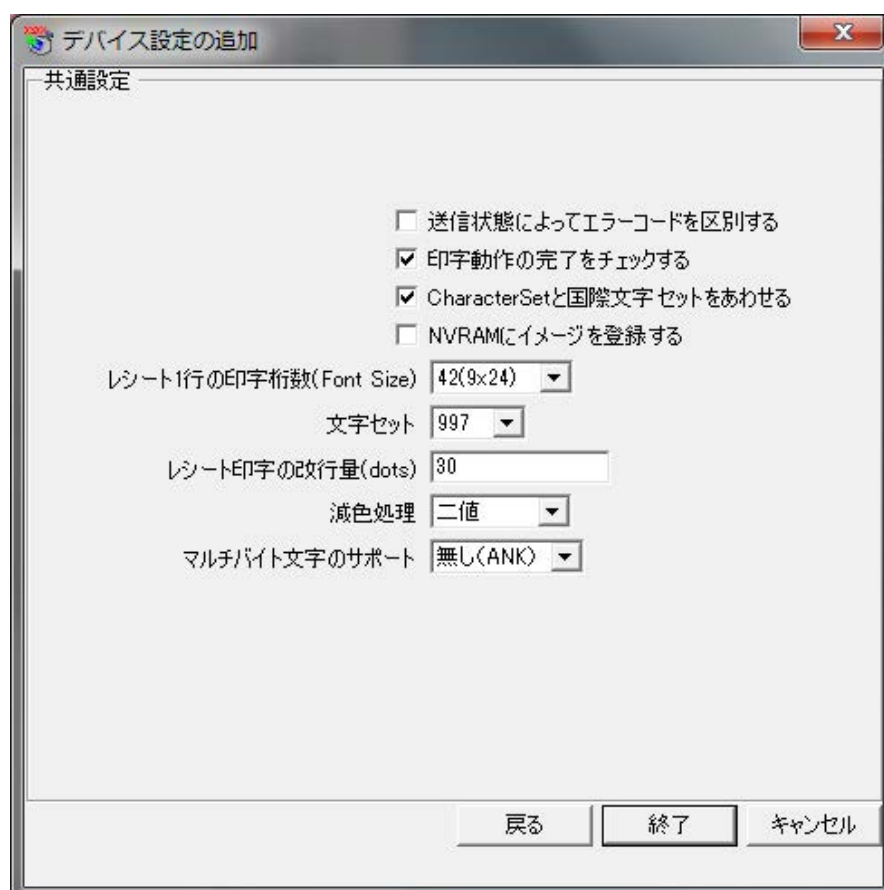 デバイス設定の追加
共通設定
送信状態によってエラーコードを区別する
印字動作の完了をチェックする
CharacterSetと国際文字セットをあわせる
NVRAMにイメージを登録する
レシート1行の印字桁数(Font Size) 42(9x24)
文字セット 997
レシート印字の改行量(dots) 30
減色処理 二値
マルチバイト文字のサポート 無し(ANK)
戻る 終了 キャンセル